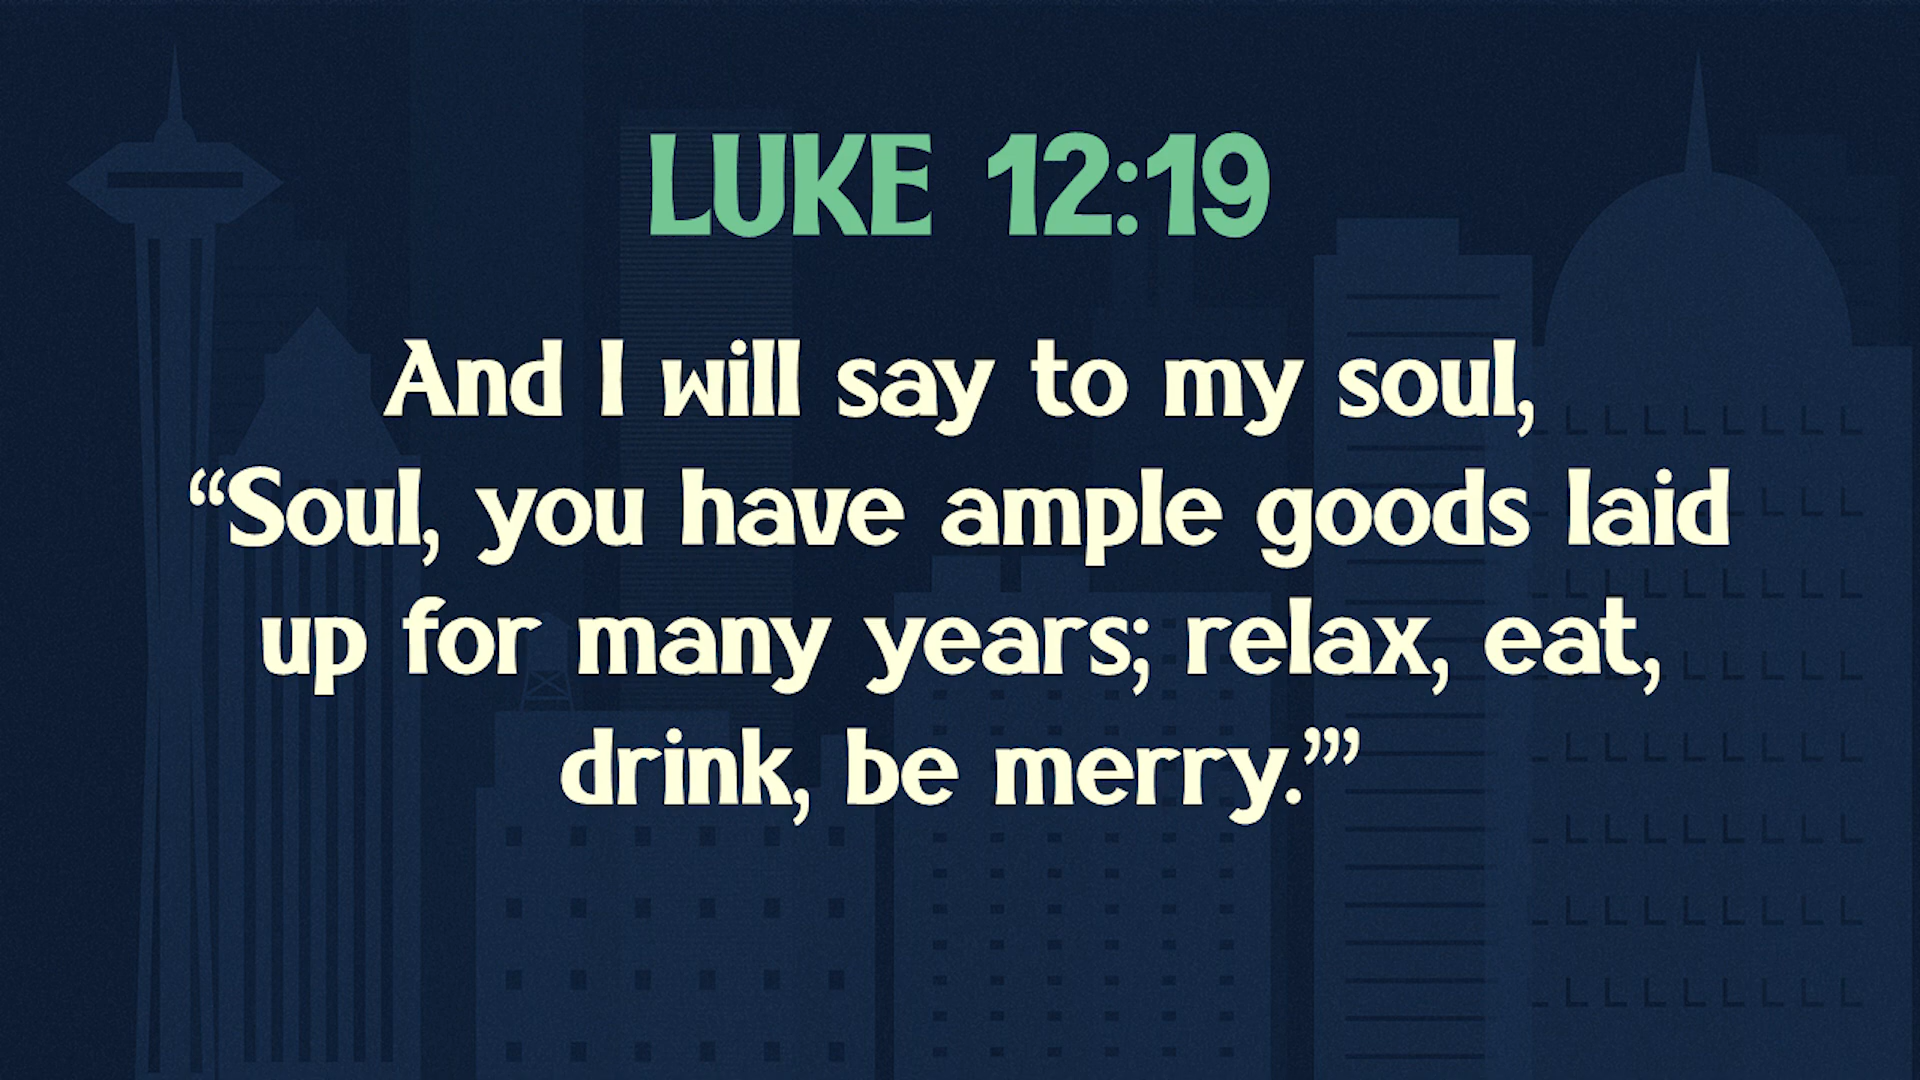 LUKE 12:19
And I will say to my soul,
“Soul, you have ample goods laid
up for many years; relax, eat,
drink, be merry.”’